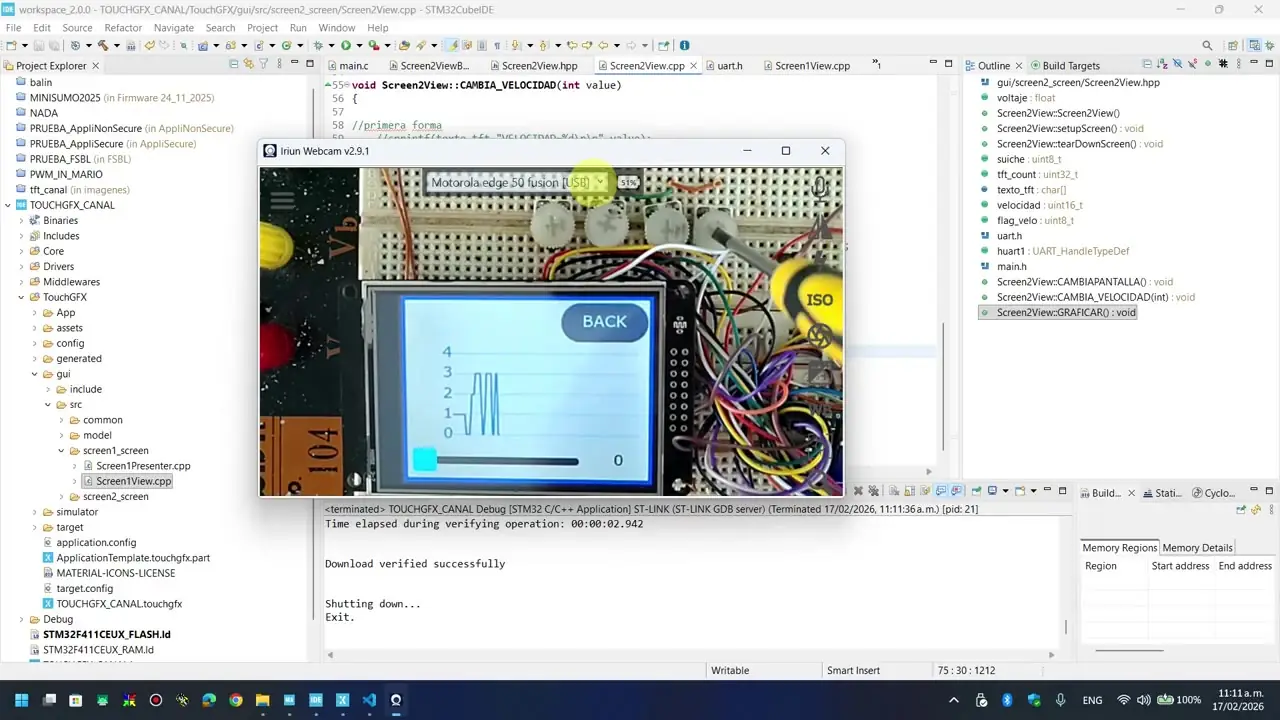 workspace_2.0.0 - TOUCHGFX_CANAL/TouchGFX/gui/src/screen2_screen/Screen2View.cpp - STM32CubeIDE
File Edit Source Refactor Navigate Search Project Run Window Help
Project Explorer
main.c
Screen2ViewB...
Screen2View.hpp
Screen2View.cpp
uart.h
Screen1View.cpp
Outline
Build Targets
balin
MINISUMO2025 (in Firmware 24_11_2025)
NADA
PRUEBA_AppliNonSecure (in AppliNonSecure)
PRUEBA_AppliSecure (in AppliSecure)
PRUEBA_FSBL (in FSBL)
PWM_IN_MARIO
tft_canal (in imagenes)
TOUCHGFX_CANAL
Binaries
Includes
Core
Drivers
Middlewares
TouchGFX
App
assets
config
generated
gui
include
src
common
model
screen1_screen
Screen1Presenter.cpp
Screen1View.cpp
screen2_screen
simulator
target
application.config
ApplicationTemplate.touchgfx.part
MATERIAL-ICONS-LICENSE
target.config
TOUCHGFX_CANAL.touchgfx
Debug
STM32F411CEUX_FLASH.ld
STM32F411CEUX_RAM.ld
55 void Screen2View::CAMBIA_VELOCIDAD(int value)
56 {
57
58 //primera forma
Iriun Webcam v2.9.1
Motorola edge 50 fusion [USB]
51%
ISO
BACK
4
3
2
1
0
0
104
gui/screen2_screen/Screen2View.hpp
voltaje : float
Screen2View::Screen2View()
Screen2View::setupScreen() : void
Screen2View::tearDownScreen() : void
suiche : uint8_t
tft_count : uint32_t
texto_tft : char[]
velocidad : uint16_t
flag_velo : uint8_t
uart.h
huart1 : UART_HandleTypeDef
main.h
Screen2View::CAMBIAPANTALLA() : void
Screen2View::CAMBIA_VELOCIDAD(int) : void
Screen2View::GRAFICAR() : void
<terminated> TOUCHGFX_CANAL Debug [STM32 C/C++ Application] ST-LINK (ST-LINK GDB server) (Terminated 17/02/2026, 11:11:36 a.m.) [pid: 21]
Time elapsed during verifying operation: 00:00:02.942
Download verified successfully
Shutting down...
Exit.
Build...
Stati...
Cyclo...
Memory Regions
Memory Details
Region Start address End address
Writable
Smart Insert
75 : 30 : 1212
ENG
100%
11:11 a.m.
17/02/2026